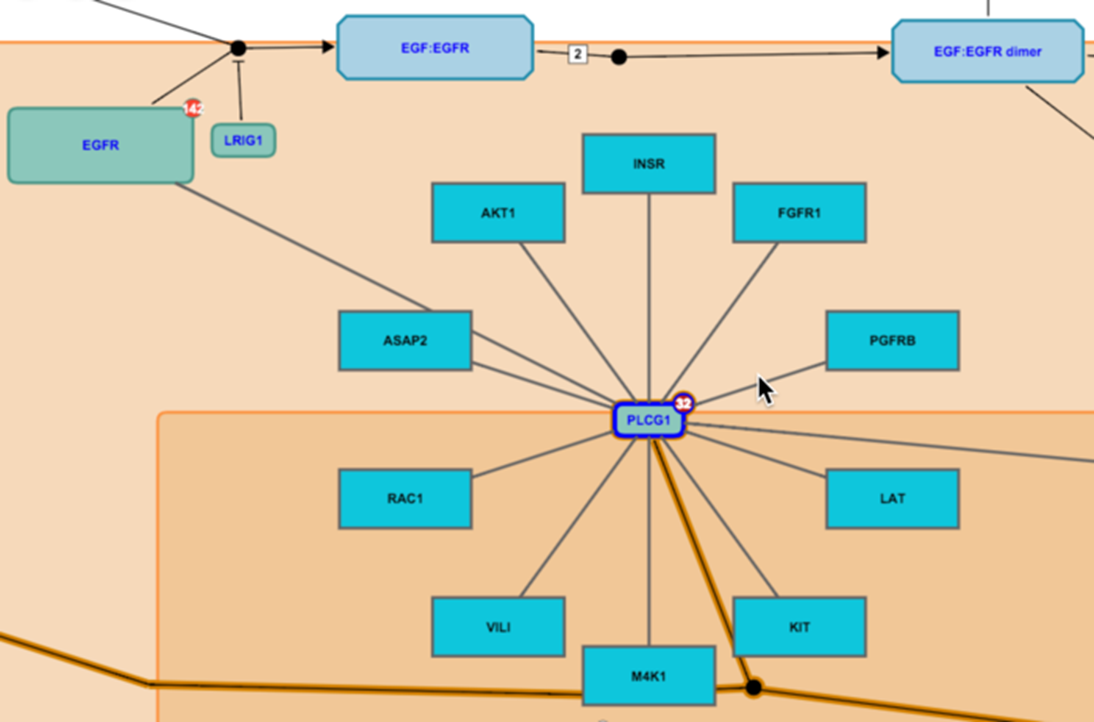 EGF:EGFR
2
EGF:EGFR dimer
142
EGFR
LRIG1
INSR
AKT1
FGFR1
ASAP2
PGFRB
32
PLCG1
RAC1
LAT
VILI
KIT
M4K1